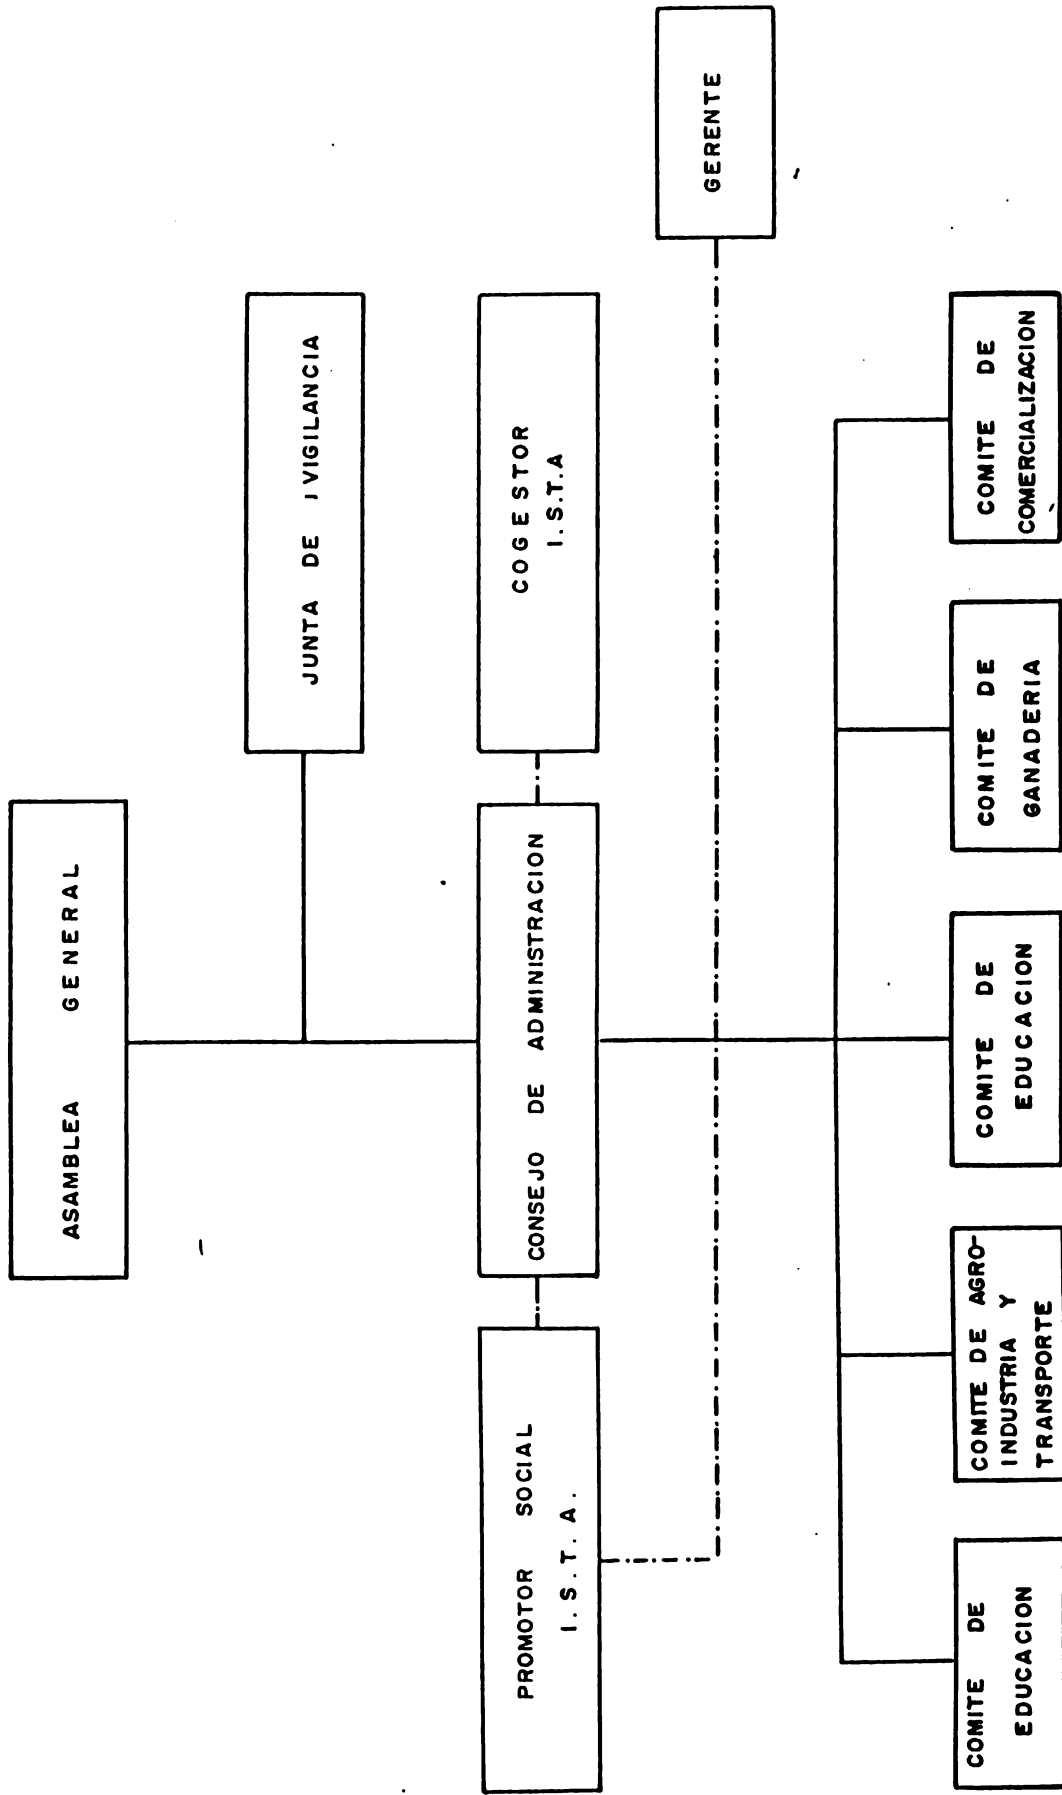 ASAMBLEA GENERAL
JUNTA DE VIGILANCIA
PROMOTOR SOCIAL
I. S. T. A.
CONSEJO DE ADMINISTRACION
COGESTOR
I.S.T.A
GERENTE
COMITE DE
EDUCACION
COMITE DE AGRO-
INDUSTRIA Y
TRANSPORTE
COMITE DE
EDUCACION
COMITE DE
GANADERIA
COMITE DE
COMERCIALIZACION